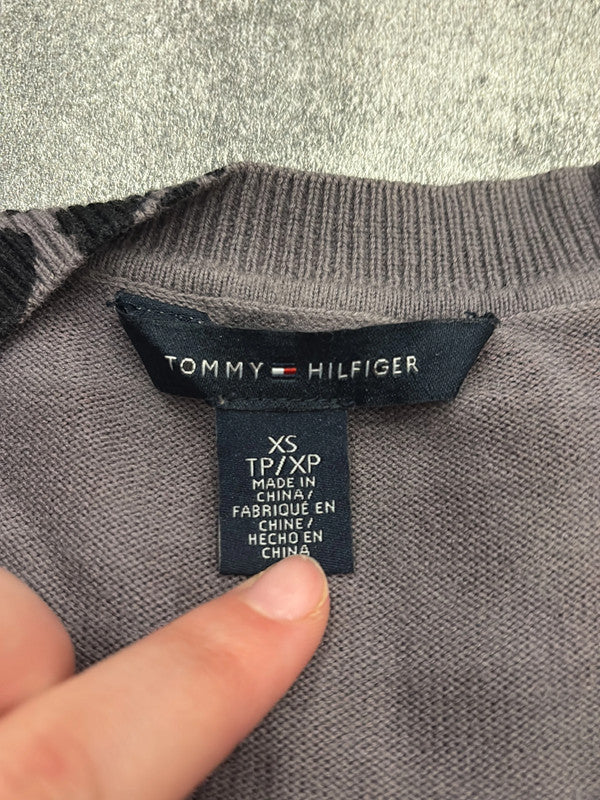 TOMMY HILFIGER
XS
TP/XP
MADE IN
CHINA/
FABRIQUÉ EN
CHINE/
HECHO EN
CHINA